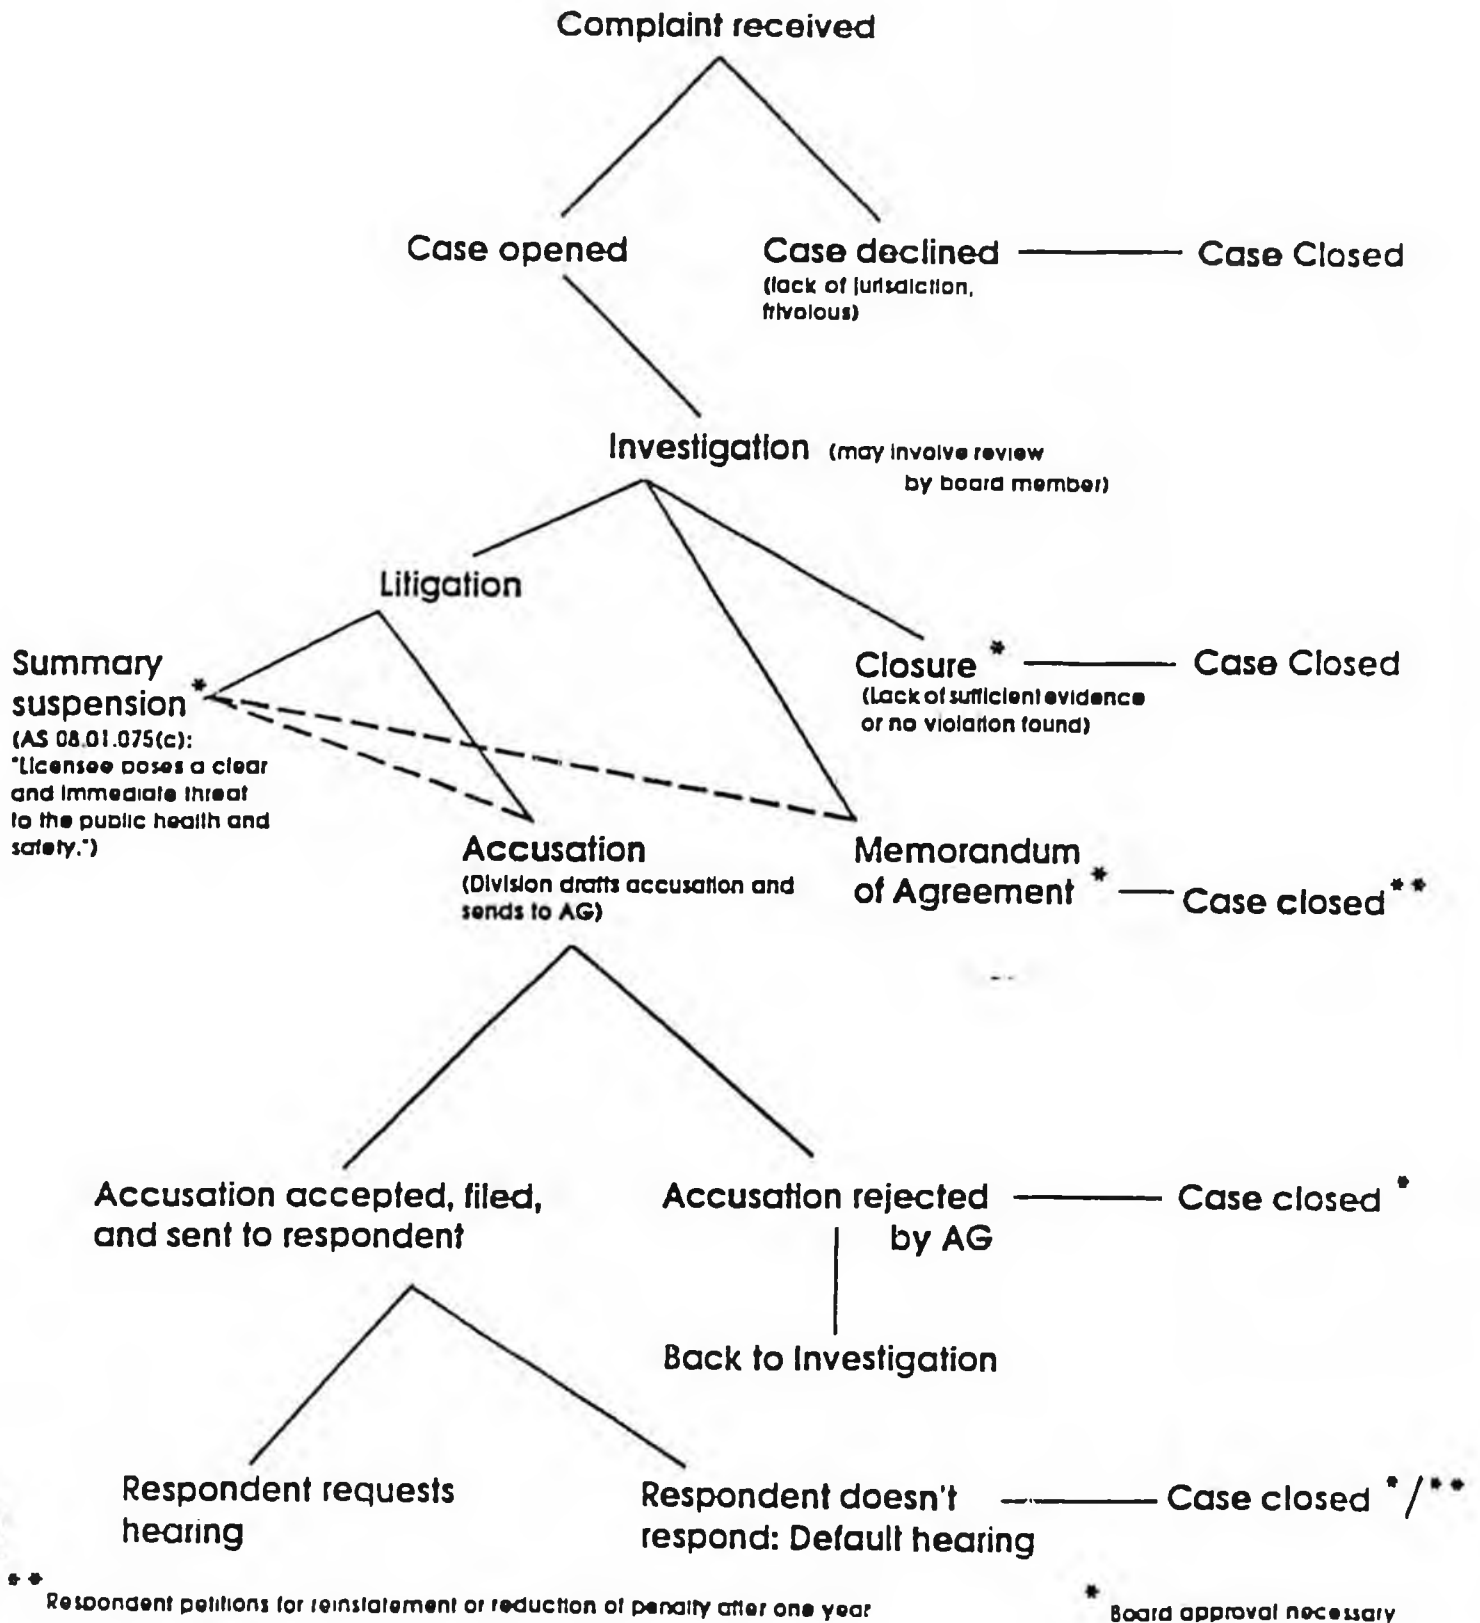 Complaint received
Case opened
Case declined
(lack of jurisdiction,
frivolous)
Case Closed
Investigation (may involve review
by board member)
Litigation
Summary
suspension *
(AS 08.01.075(c):
"Licensee poses a clear
and immediate threat
to the public health and
safety.")
Closure *
(Lack of sufficient evidence
or no violation found)
Case Closed
Accusation
(Division drafts accusation and
sends to AG)
Memorandum
of Agreement *
Case closed **
Accusation accepted, filed,
and sent to respondent
Accusation rejected
by AG
Case closed *
Back to Investigation
Respondent requests
hearing
Respondent doesn't
respond: Default hearing
Case closed */**
** Respondent petitions for reinstatement or reduction of penalty after one year
* Board approval necessary